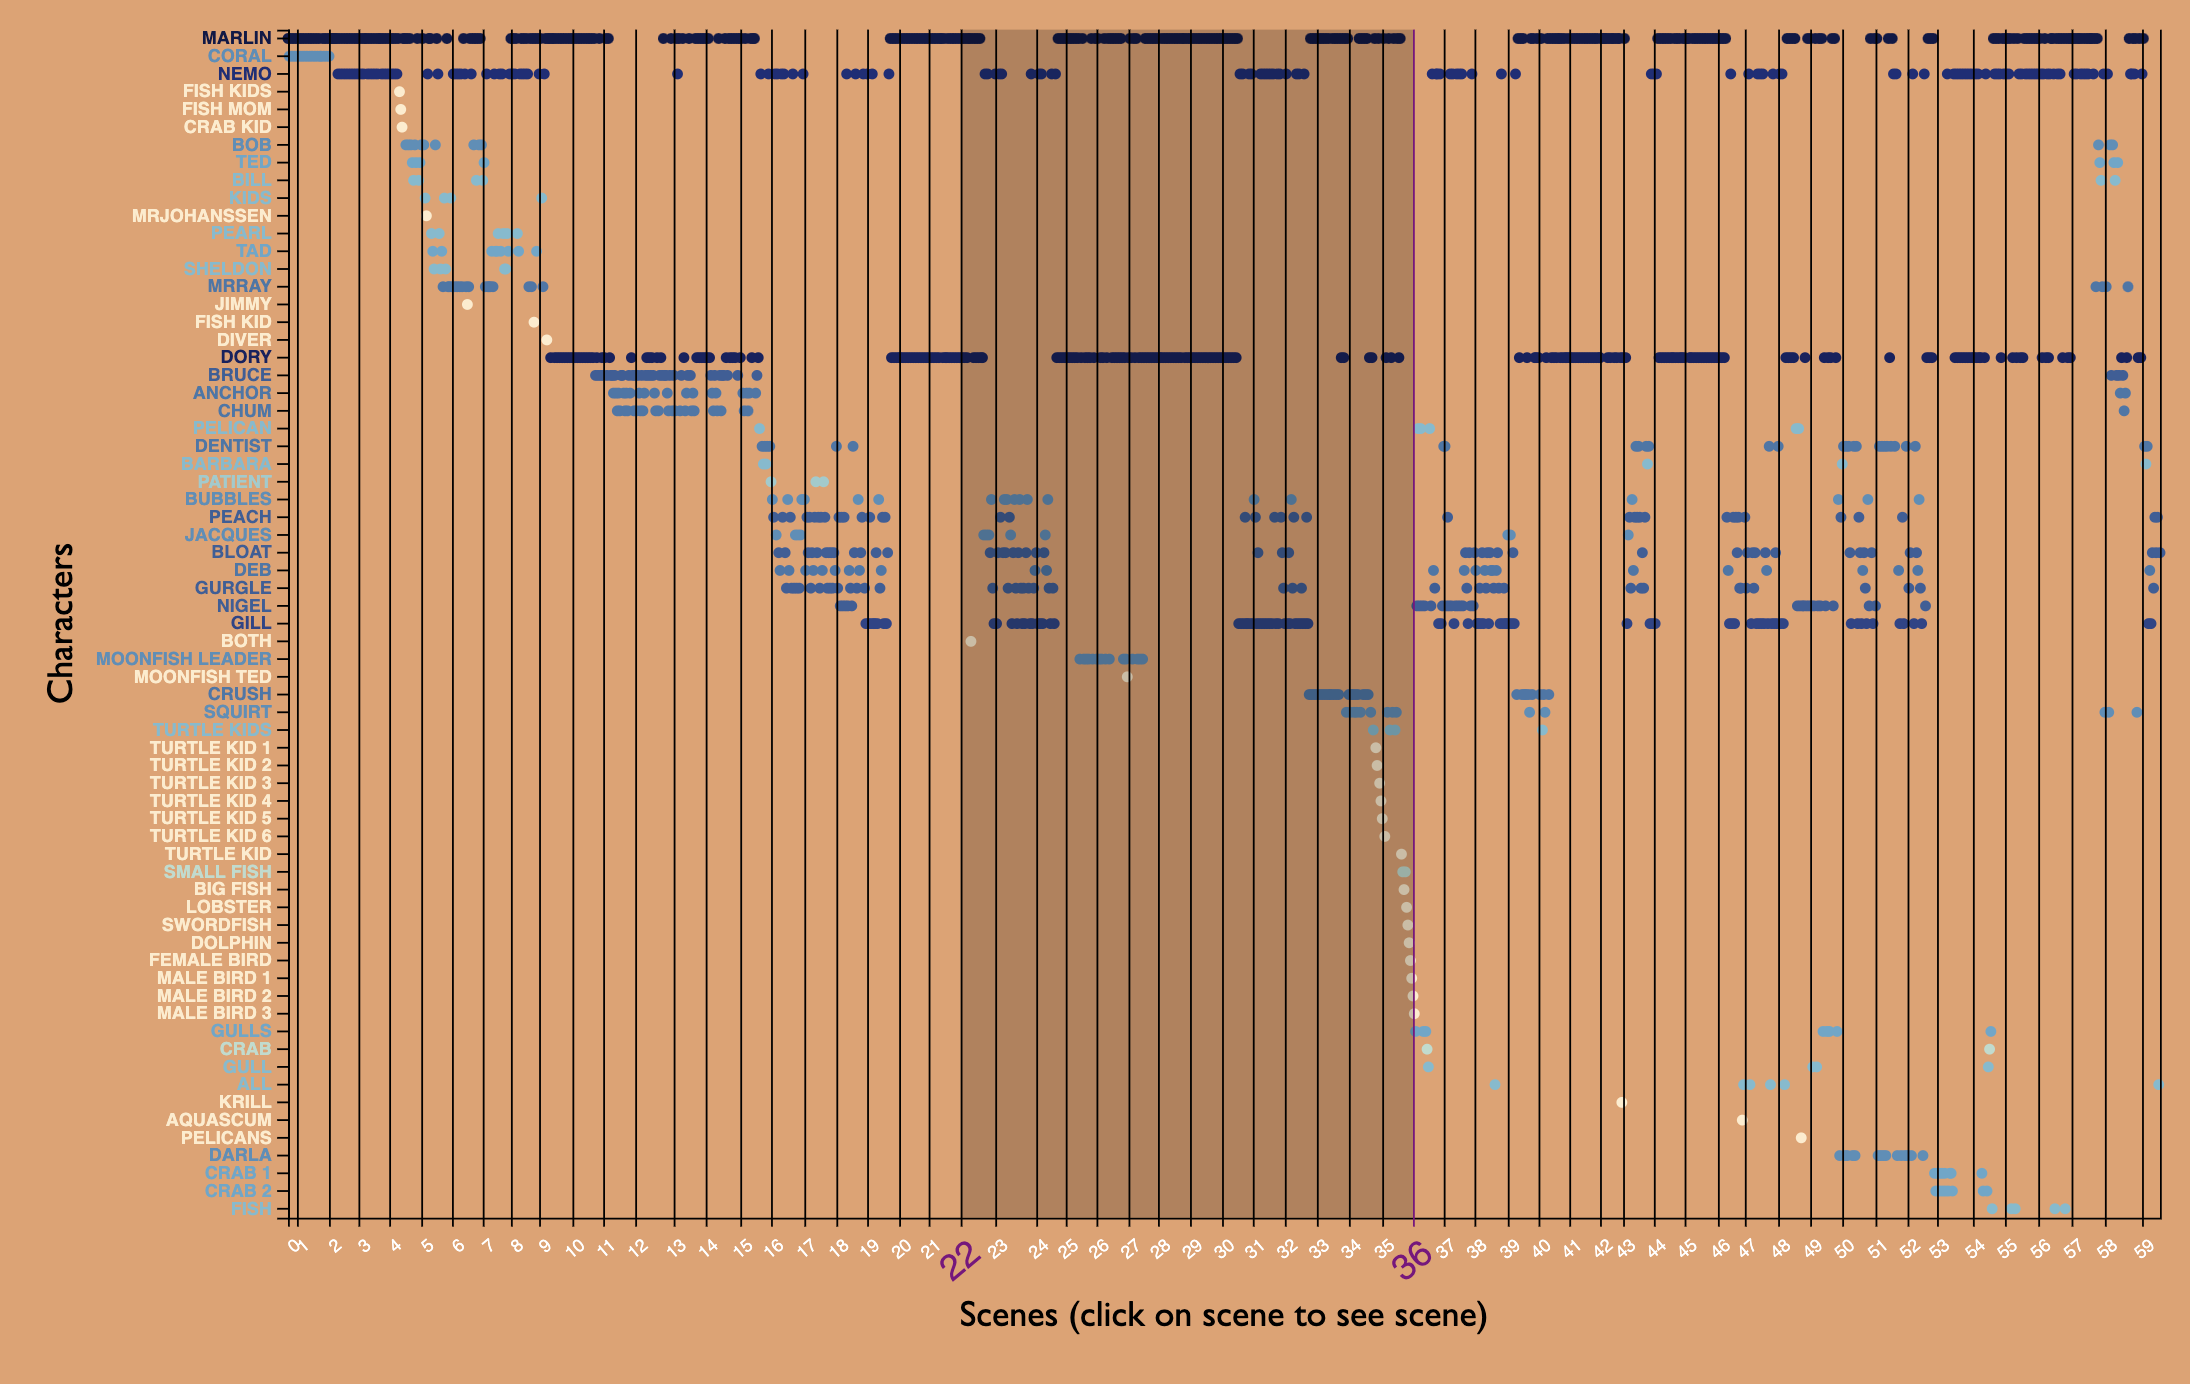 MARLIN
CORAL
NEMO
FISH KIDS
FISH MOM
CRAB KID
BOB
TED
BILL
KIDS
MRJOHANSSEN
PEARL
TAD
SHELDON
MRRAY
JIMMY
FISH KID
DIVER
DORY
BRUCE
ANCHOR
CHUM
PELICAN
DENTIST
BARBARA
PATIENT
BUBBLES
PEACH
JACQUES
BLOAT
DEB
GURGLE
NIGEL
GILL
BOTH
MOONFISH LEADER
MOONFISH TED
CRUSH
SQUIRT
TURTLE KIDS
TURTLE KID 1
TURTLE KID 2
TURTLE KID 3
TURTLE KID 4
TURTLE KID 5
TURTLE KID 6
TURTLE KID
SMALL FISH
BIG FISH
LOBSTER
SWORDFISH
DOLPHIN
FEMALE BIRD
MALE BIRD 1
MALE BIRD 2
MALE BIRD 3
GULLS
CRAB
GULL
ALL
KRILL
AQUASCUM
PELICANS
DARLA
CRAB 1
CRAB 2
FISH
Characters
0 1 2 3 4 5 6 7 8 9 10 11 12 13 14 15 16 17 18 19 20 21 22 23 24 25 26 27 28 29 30 31 32 33 34 35 36 37 38 39 40 41 42 43 44 45 46 47 48 49 50 51 52 53 54 55 56 57 58 59
Scenes (click on scene to see scene)